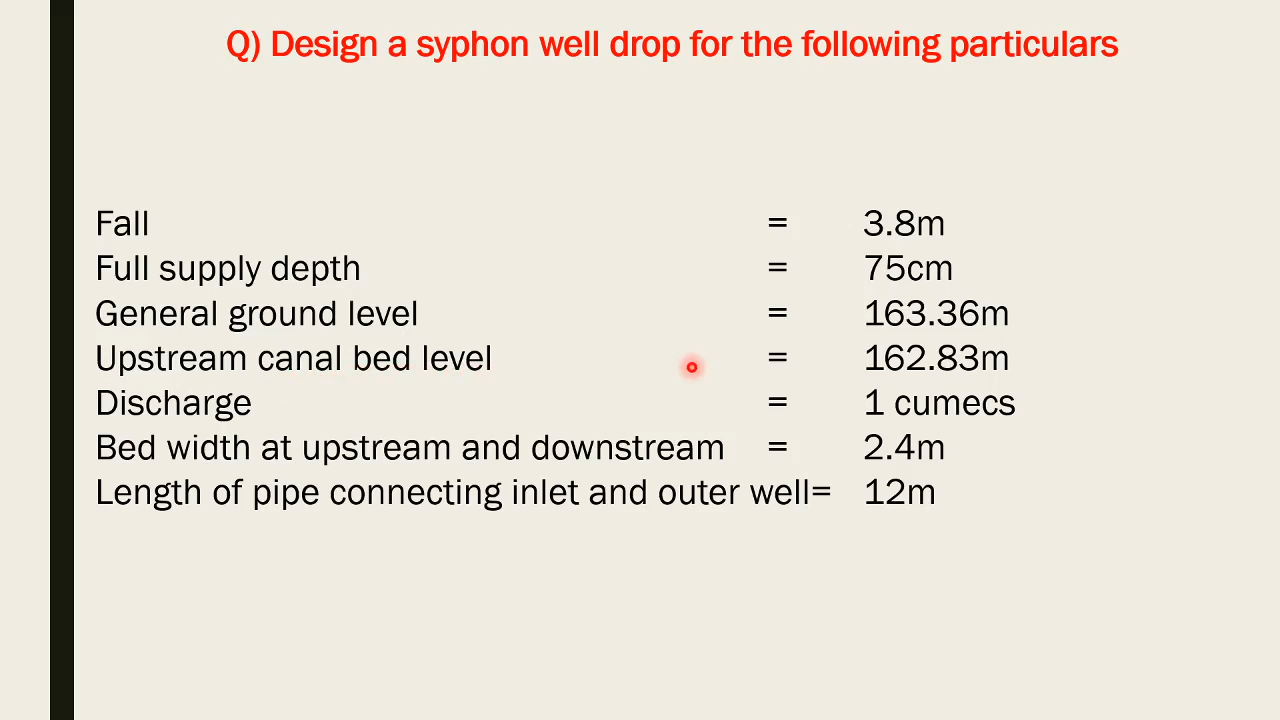 Q) Design a syphon well drop for the following particulars
Fall = 3.8m
Full supply depth = 75cm
General ground level = 163.36m
Upstream canal bed level = 162.83m
Discharge = 1 cumecs
Bed width at upstream and downstream = 2.4m
Length of pipe connecting inlet and outer well= 12m